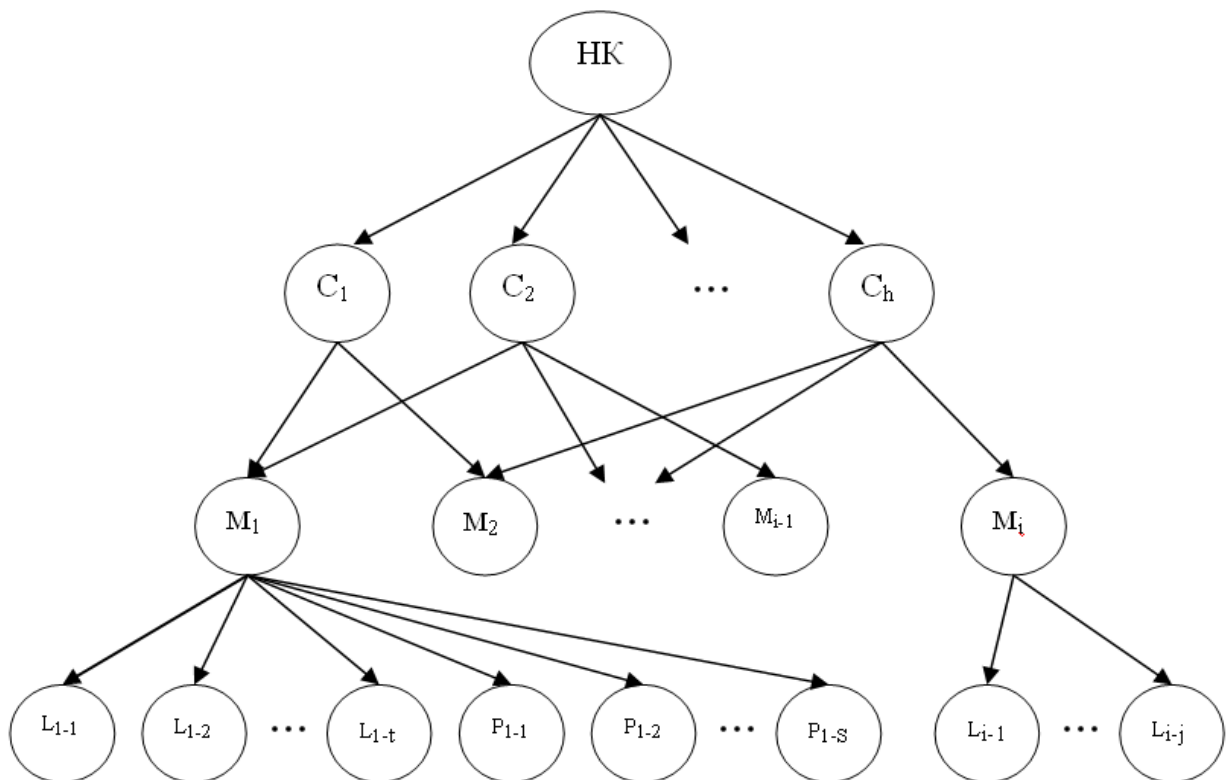 НК
C₁ C₂ ... Cₕ
M₁ M₂ ... Mᵢ₋₁ Mᵢ
L₁₋₁ L₁₋₂ ... L₁₋ₜ P₁₋₁ P₁₋₂ ... P₁₋S Lᵢ₋₁ ... Lᵢ₋ⱼ